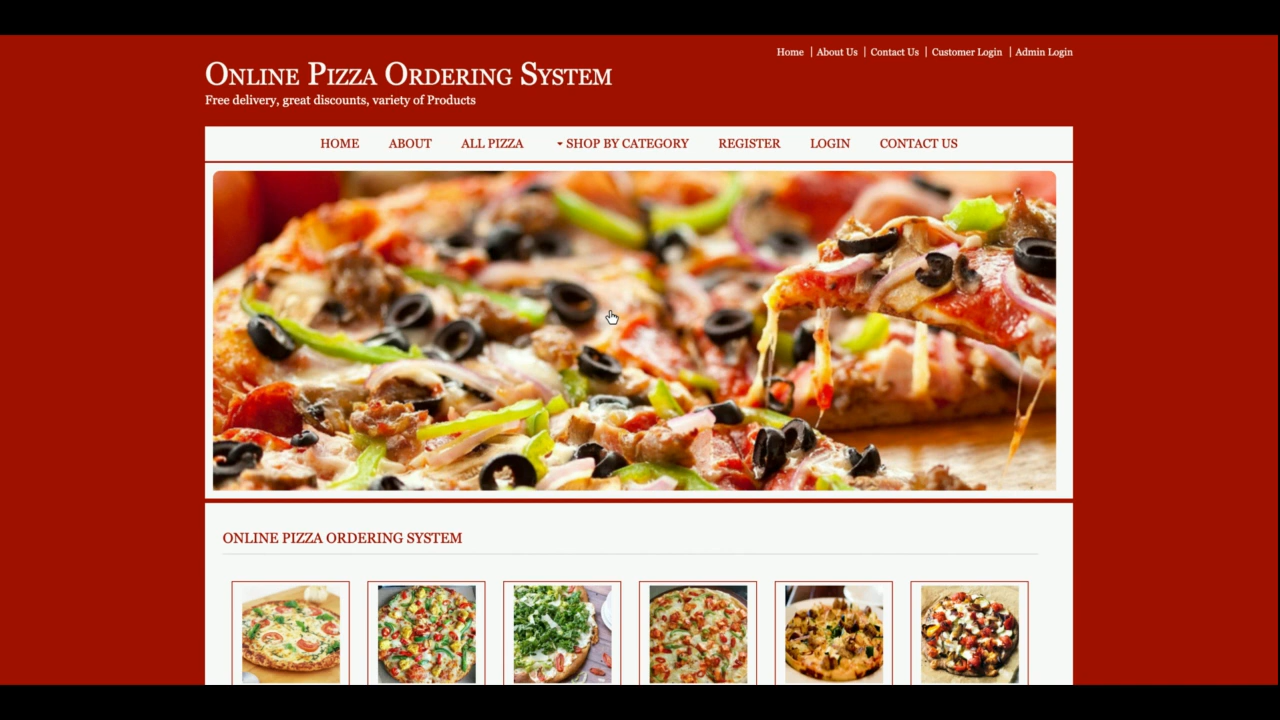 Home | About Us | Contact Us | Customer Login | Admin Login
Online Pizza Ordering System
Free delivery, great discounts, variety of Products
HOME ABOUT ALL PIZZA SHOP BY CATEGORY REGISTER LOGIN CONTACT US
ONLINE PIZZA ORDERING SYSTEM